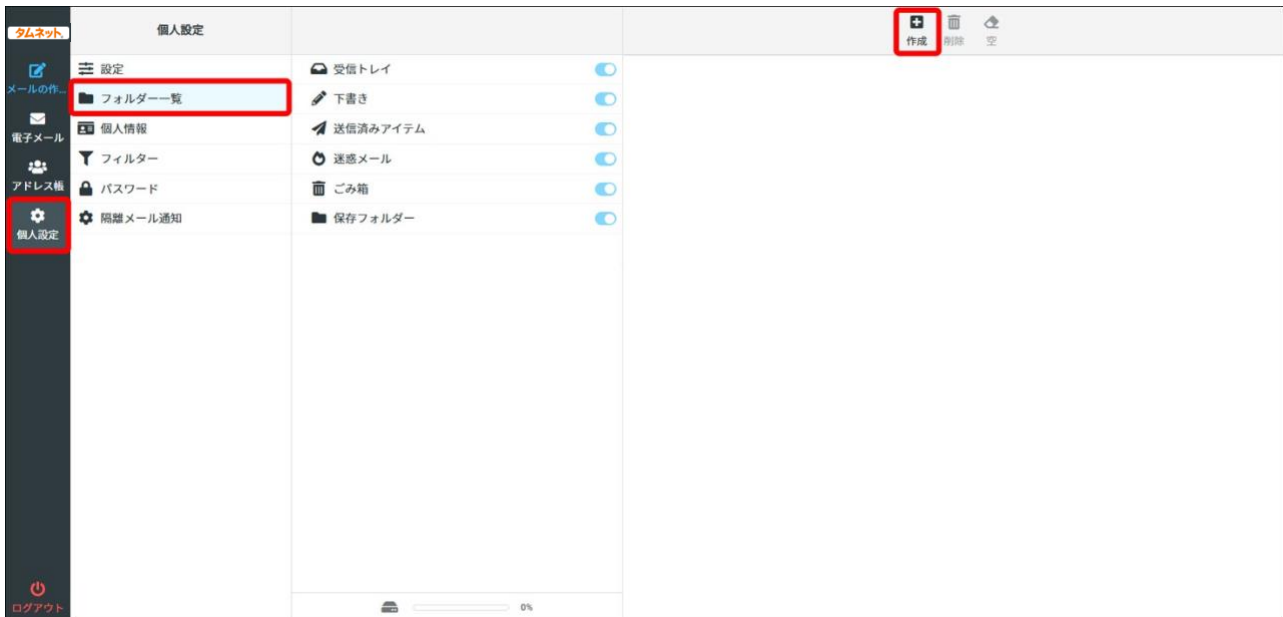 タムネット.
メールの作...
電子メール
アドレス帳
個人設定
ログアウト
個人設定
設定
フォルダー一覧
個人情報
フィルター
パスワード
隔離メール通知
受信トレイ
下書き
送信済みアイテム
迷惑メール
ごみ箱
保存フォルダー
0%
作成 削除 空